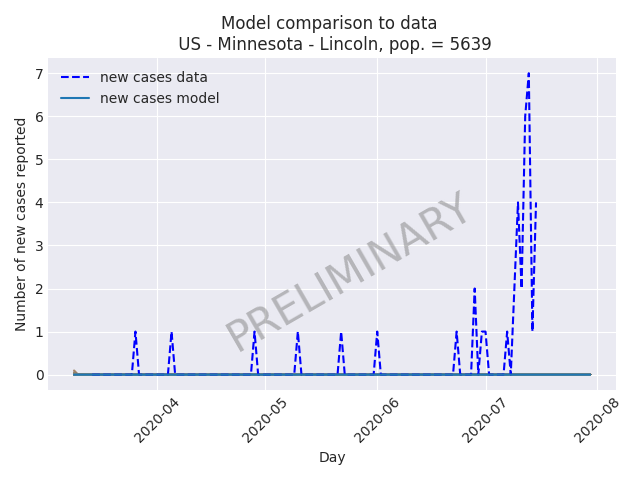 Model comparison to data
US - Minnesota - Lincoln, pop. = 5639
new cases data
new cases model
Number of new cases reported
7
6
5
4
3
2
1
0
PRELIMINARY
2020-04
2020-05
2020-06
2020-07
2020-08
Day